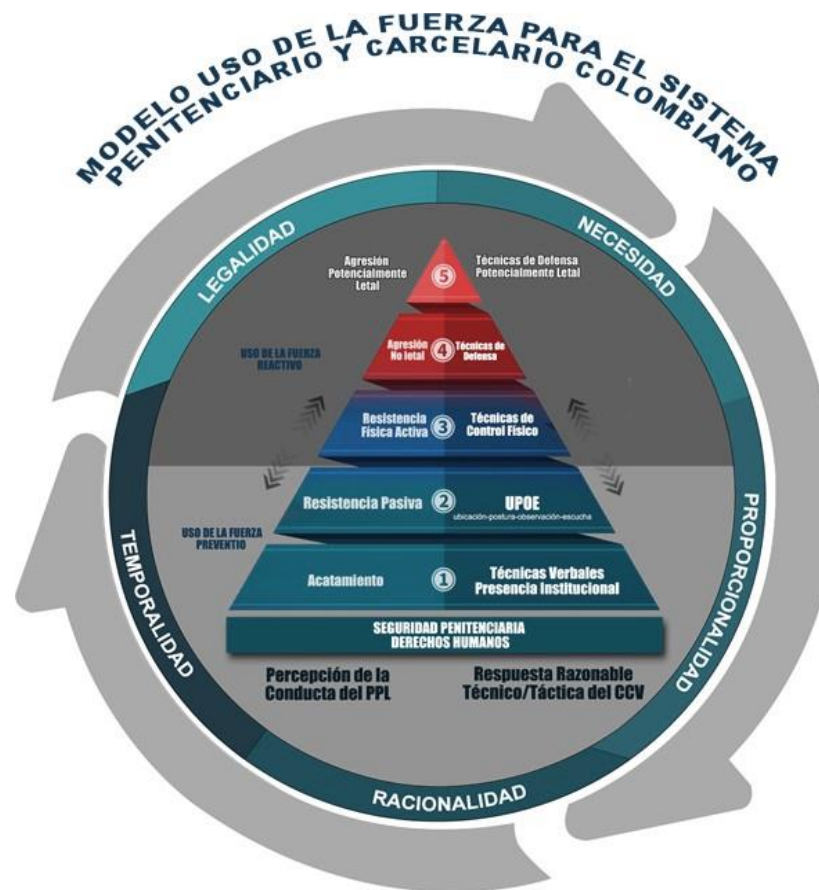 MODELO USO DE LA FUERZA PARA EL SISTEMA
PENITENCIARIO Y CARCELARIO COLOMBIANO
LEGALIDAD
NECESIDAD
Agresión
Potencialmente
Letal
5
Técnicas de Defensa
Potencialmente Letal
USO DE LA FUERZA
REACTIVO
Agresión
No letal
4
Técnicas de
Defensa
Resistencia
Física Activa
3
Técnicas de
Control Físico
Resistencia Pasiva
2
UPOE
ubicación-postura-observación-escucha
USO DE LA FUERZA
PREVENTIO
Acatamiento
1
Técnicas Verbales
Presencia Institucional
SEGURIDAD PENITENCIARIA
DERECHOS HUMANOS
Percepción de la
Conducta del PPL
Respuesta Razonable
Técnico/Táctica del CCV
TEMPORALIDAD
PROPORCIONALIDAD
RACIONALIDAD